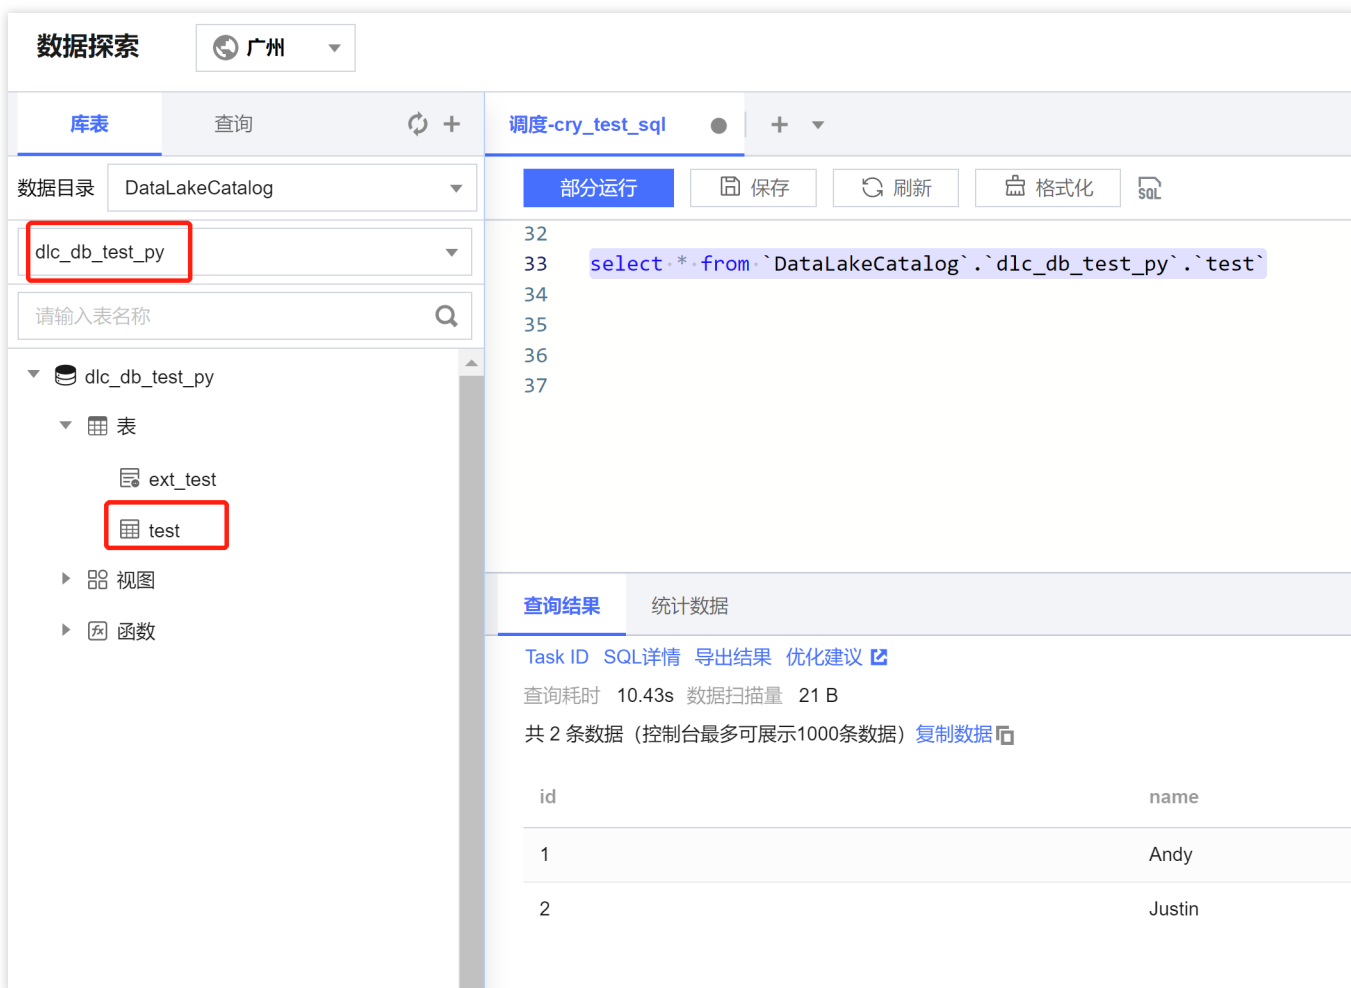 数据探索
广州
库表
查询
数据目录
DataLakeCatalog
dlc_db_test_py
请输入表名称
dlc_db_test_py
表
ext_test
test
视图
函数
调度-cry_test_sql
部分运行
保存
刷新
格式化
SQL
32
33 select * from `DataLakeCatalog`.`dlc_db_test_py`.`test`
34
35
36
37
查询结果
统计数据
Task ID SQL详情 导出结果 优化建议
查询耗时 10.43s 数据扫描量 21 B
共 2 条数据（控制台最多可展示1000条数据）复制数据
id name
1 Andy
2 Justin